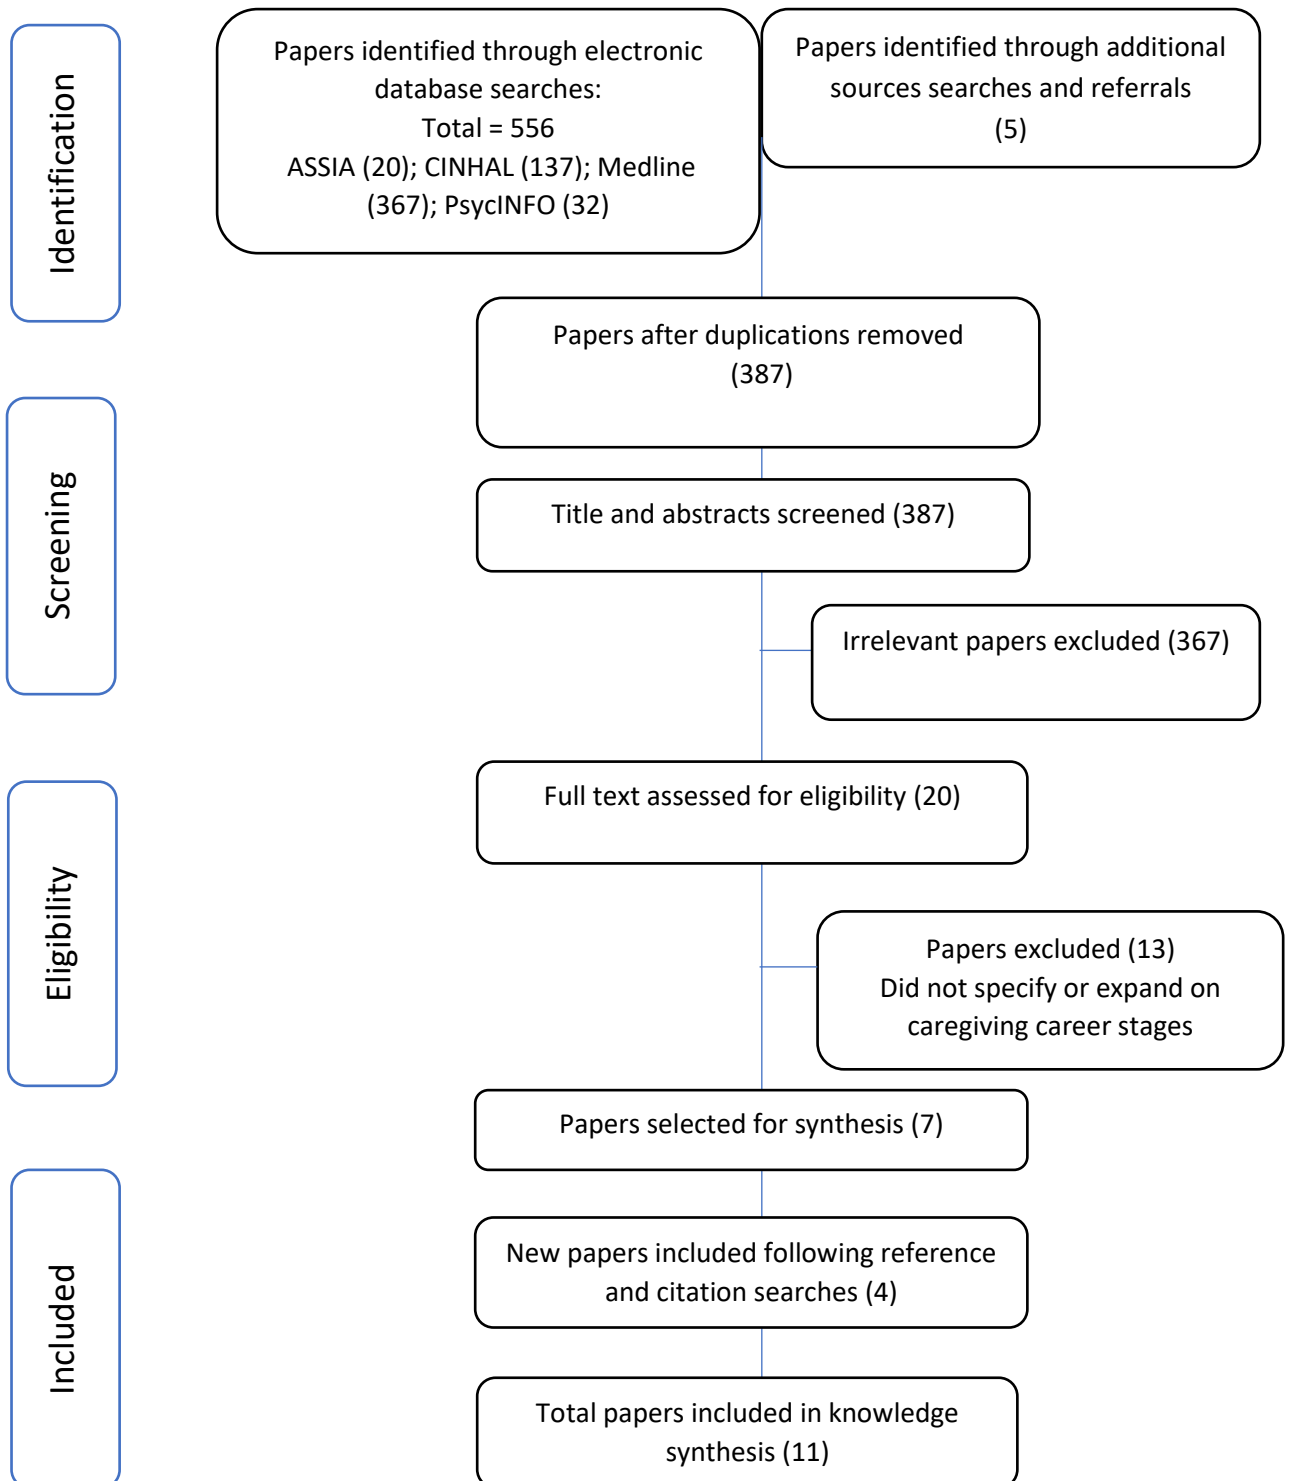 Identification
Papers identified through electronic
database searches:
Total = 556
ASSIA (20); CINHAL (137); Medline
(367); PsycINFO (32)
Papers identified through additional
sources searches and referrals
(5)
Papers after duplications removed
(387)
Screening
Title and abstracts screened (387)
Irrelevant papers excluded (367)
Full text assessed for eligibility (20)
Eligibility
Papers excluded (13)
Did not specify or expand on
caregiving career stages
Papers selected for synthesis (7)
Included
New papers included following reference
and citation searches (4)
Total papers included in knowledge
synthesis (11)